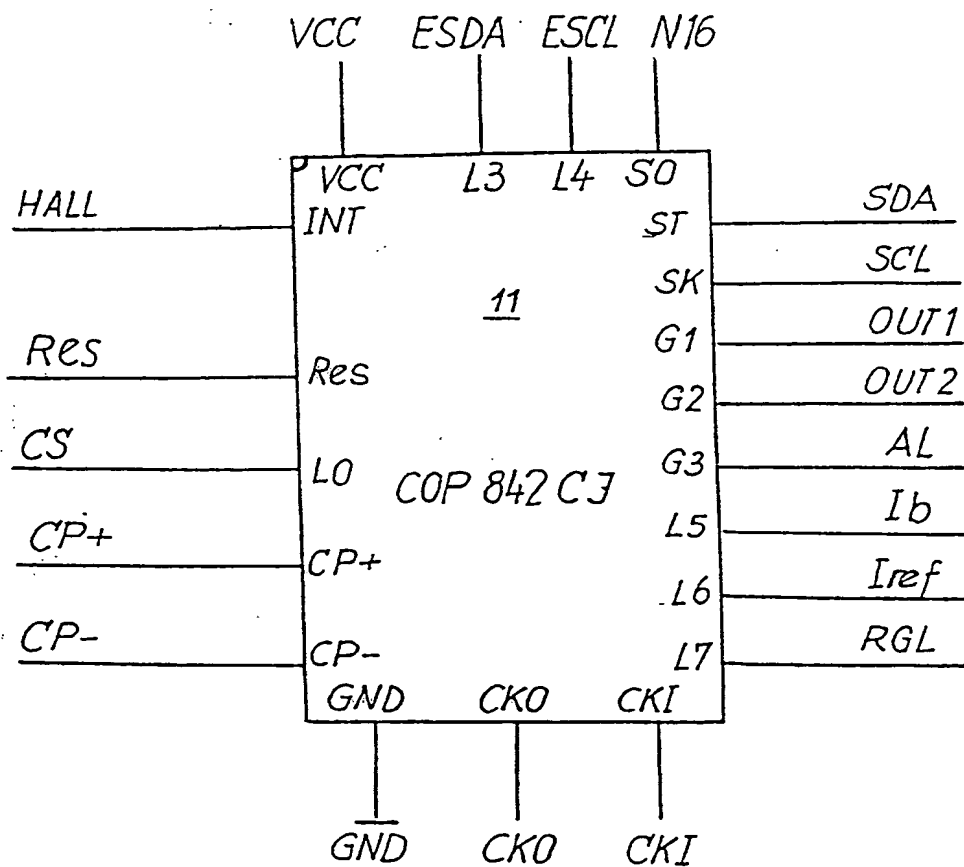 VCC ESDA ESCL N16
VCC L3 L4 SO
HALL INT ST SDA
SK SCL
11
G1 OUT1
Res Res
G2 OUT2
CS LO G3 AL
COP 842 CJ
L5 Ib
CP+ CP+
L6 Iref
CP- CP- L7 RGL
GND CKO CKI
GND CKO CKI